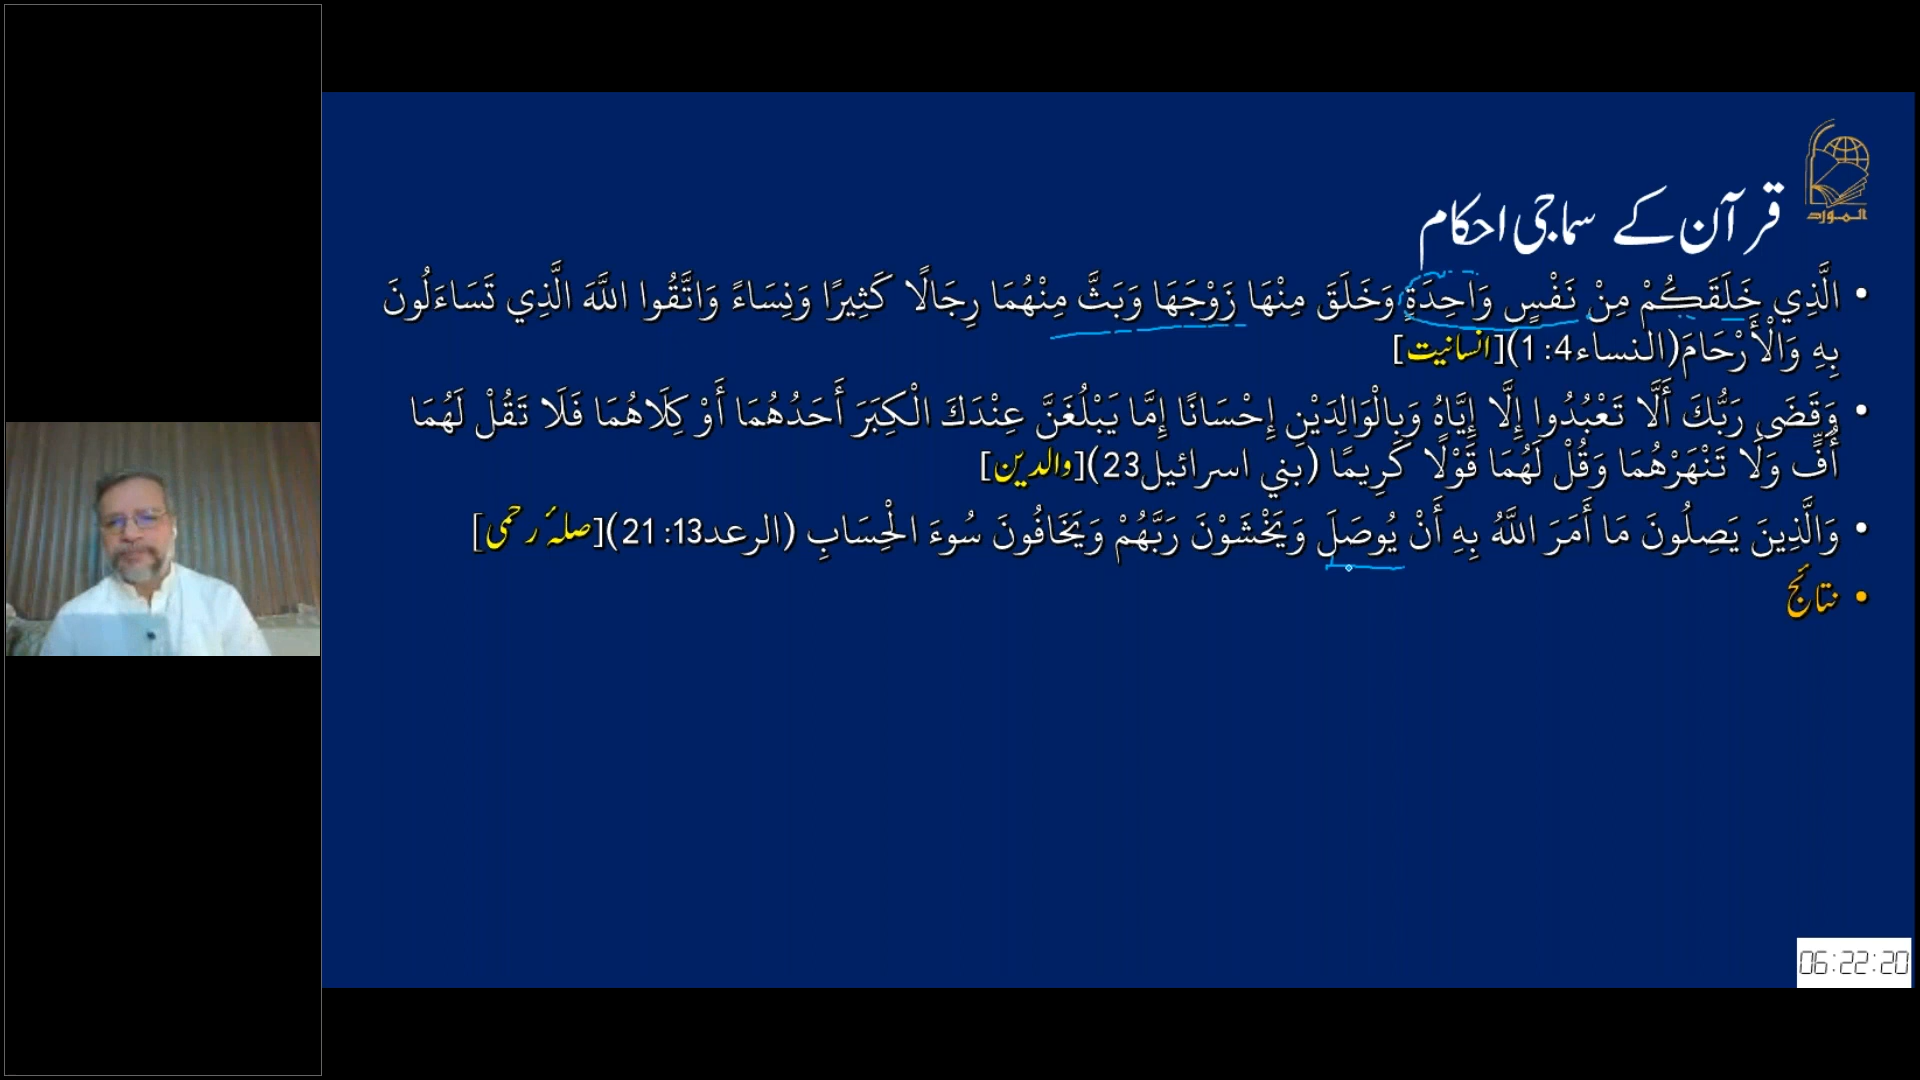 المورد
قرآن کے سماجی احکام
• الَّذِي خَلَقَكُمْ مِنْ نَفْسٍ وَاحِدَةٍ وَخَلَقَ مِنْهَا زَوْجَهَا وَبَثَّ مِنْهُمَا رِجَالًا كَثِيرًا وَنِسَاءً وَاتَّقُوا اللَّهَ الَّذِي تَسَاءَلُونَ
بِهِ وَالْأَرْحَامَ(النساء4: 1)[انسانیت]
• وَقَضَى رَبُّكَ أَلَّا تَعْبُدُوا إِلَّا إِيَّاهُ وَبِالْوَالِدَيْنِ إِحْسَانًا إِمَّا يَبْلُغَنَّ عِنْدَكَ الْكِبَرَ أَحَدُهُمَا أَوْ كِلَاهُمَا فَلَا تَقُلْ لَهُمَا
أُفٍّ وَلَا تَنْهَرْهُمَا وَقُلْ لَهُمَا قَوْلًا كَرِيمًا (بني اسرائيل23)[والدین]
• وَالَّذِينَ يَصِلُونَ مَا أَمَرَ اللَّهُ بِهِ أَنْ يُوصَلَ وَيَخْشَوْنَ رَبَّهُمْ وَيَخَافُونَ سُوءَ الْحِسَابِ (الرعد13: 21)[صلۂ رحمی]
• نتائج
06:22:20